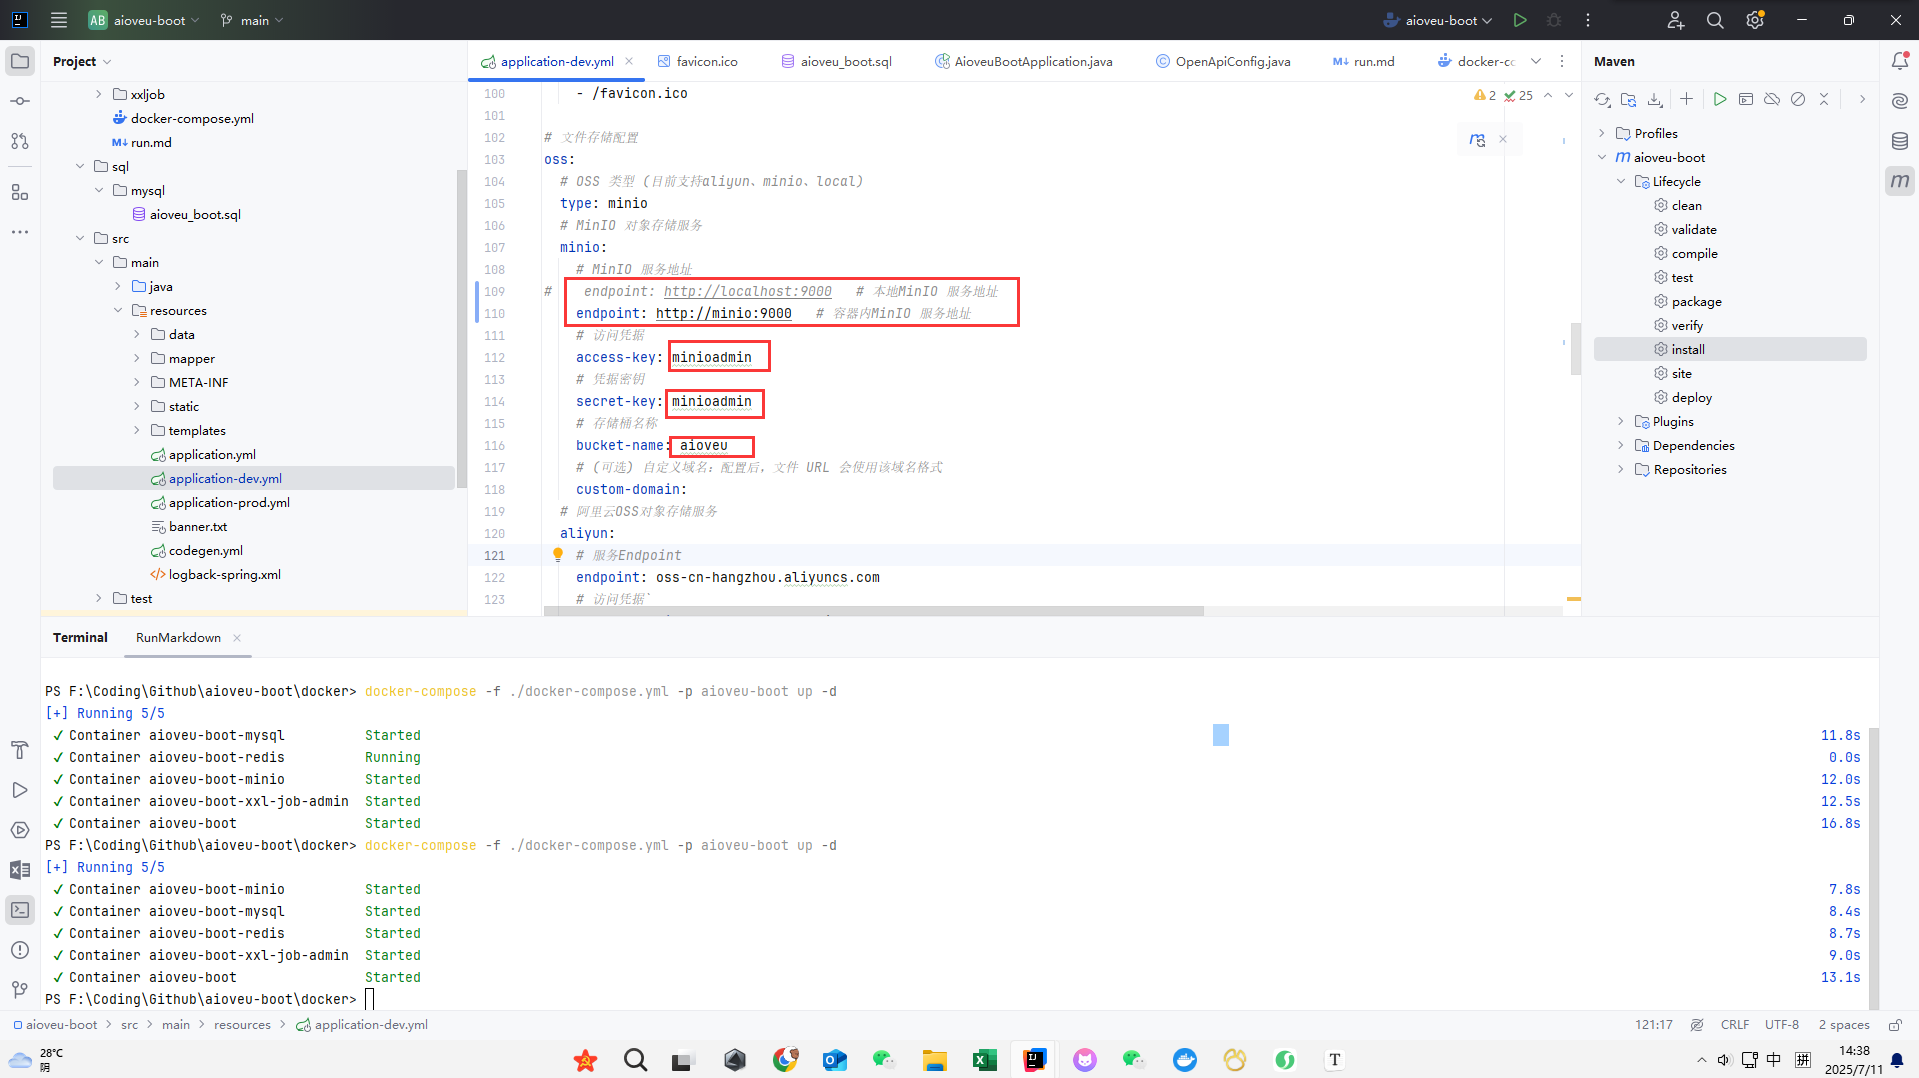 AB aioveu-boot main aioveu-boot
Project
xxljob
docker-compose.yml
M↓ run.md
sql
mysql
aioveu_boot.sql
src
main
java
resources
data
mapper
META-INF
static
templates
application.yml
application-dev.yml
application-prod.yml
banner.txt
codegen.yml
logback-spring.xml
test
application-dev.yml favicon.ico aioveu_boot.sql AioveuBootApplication.java OpenApiConfig.java M↓ run.md docker-cc
2 25
100 - /favicon.ico
101
102 # 文件存储配置
103 oss:
104 # OSS 类型 (目前支持aliyun、minio、local)
105 type: minio
106 # MinIO 对象存储服务
107 minio:
108 # MinIO 服务地址
109 # endpoint: http://localhost:9000 # 本地MinIO 服务地址
110 endpoint: http://minio:9000 # 容器内MinIO 服务地址
111 # 访问凭据
112 access-key: minioadmin
113 # 凭据密钥
114 secret-key: minioadmin
115 # 存储桶名称
116 bucket-name: aioveu
117 # (可选) 自定义域名：配置后，文件 URL 会使用该域名格式
118 custom-domain:
119 # 阿里云OSS对象存储服务
120 aliyun:
121 # 服务Endpoint
122 endpoint: oss-cn-hangzhou.aliyuncs.com
123 # 访问凭据`
Maven
Profiles
m aioveu-boot
Lifecycle
clean
validate
compile
test
package
verify
install
site
deploy
Plugins
Dependencies
Repositories
Terminal RunMarkdown
PS F:\Coding\Github\aioveu-boot\docker> docker-compose -f ./docker-compose.yml -p aioveu-boot up -d
[+] Running 5/5
✓ Container aioveu-boot-mysql Started 11.8s
✓ Container aioveu-boot-redis Running 0.0s
✓ Container aioveu-boot-minio Started 12.0s
✓ Container aioveu-boot-xxl-job-admin Started 12.5s
✓ Container aioveu-boot Started 16.8s
PS F:\Coding\Github\aioveu-boot\docker> docker-compose -f ./docker-compose.yml -p aioveu-boot up -d
[+] Running 5/5
✓ Container aioveu-boot-minio Started 7.8s
✓ Container aioveu-boot-mysql Started 8.4s
✓ Container aioveu-boot-redis Started 8.7s
✓ Container aioveu-boot-xxl-job-admin Started 9.0s
✓ Container aioveu-boot Started 13.1s
PS F:\Coding\Github\aioveu-boot\docker>
aioveu-boot > src > main > resources > application-dev.yml 121:17 CRLF UTF-8 2 spaces
28°C
阴
中 拼
14:38
2025/7/11